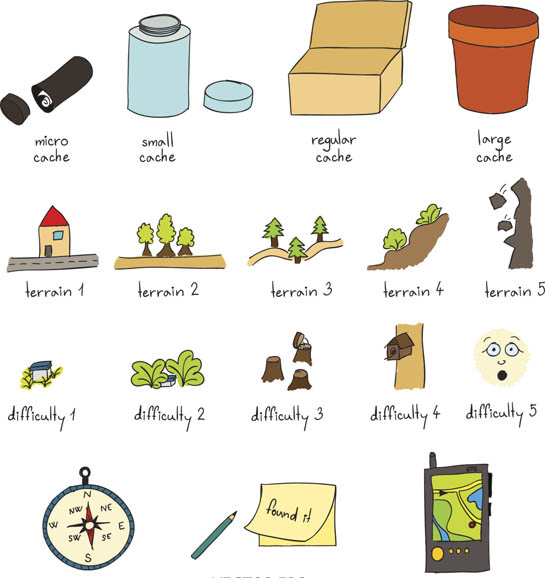 micro
cache
small
cache
regular
cache
large
cache
terrain 1
terrain 2
terrain 3
terrain 4
terrain 5
difficulty 1
difficulty 2
difficulty 3
difficulty 4
difficulty 5
N
NW NE
W E
SW SE
S
found it
GPS